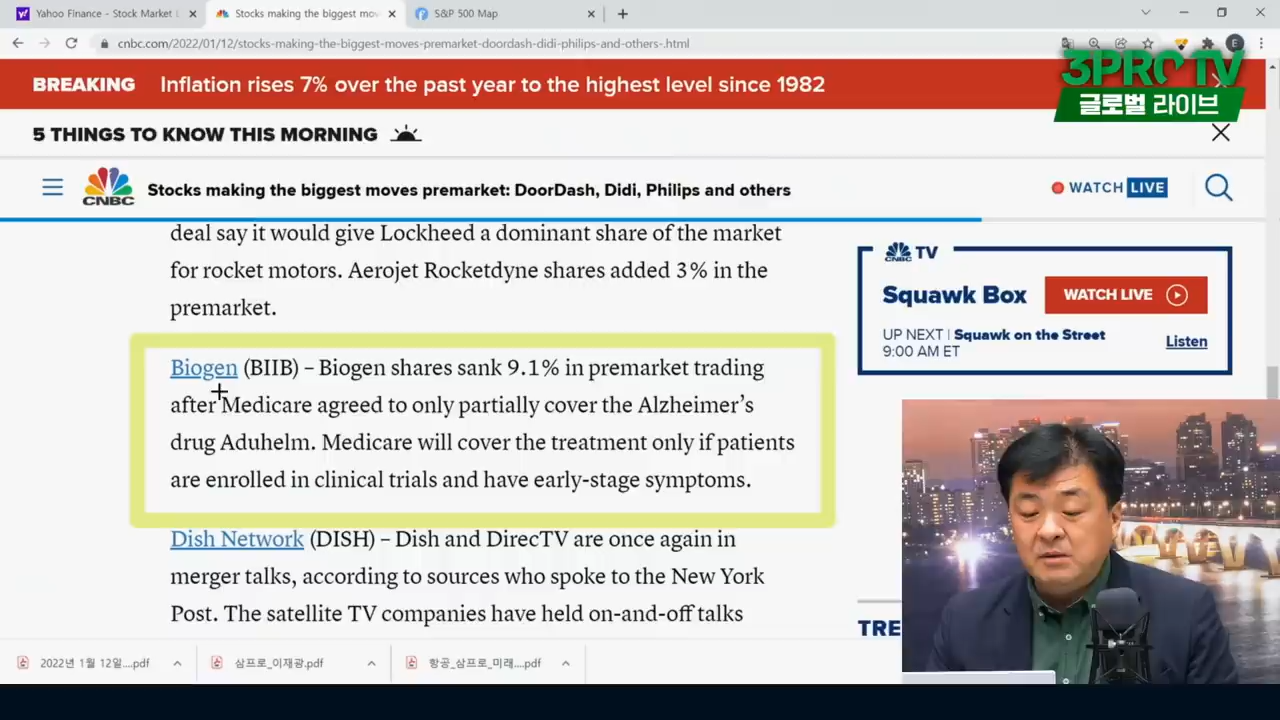 Yahoo Finance - Stock Market
Stocks making the biggest mov
S&P 500 Map
cnbc.com/2022/01/12/stocks-making-the-biggest-moves-premarket-doordash-didi-philips-and-others-.html
E
3PRO TV
글로벌 라이브
BREAKING Inflation rises 7% over the past year to the highest level since 1982
5 THINGS TO KNOW THIS MORNING
CNBC
Stocks making the biggest moves premarket: DoorDash, Didi, Philips and others
WATCH LIVE
deal say it would give Lockheed a dominant share of the market
for rocket motors. Aerojet Rocketdyne shares added 3% in the
premarket.
Biogen (BIIB) – Biogen shares sank 9.1% in premarket trading
after Medicare agreed to only partially cover the Alzheimer’s
drug Aduhelm. Medicare will cover the treatment only if patients
are enrolled in clinical trials and have early-stage symptoms.
Dish Network (DISH) – Dish and DirecTV are once again in
merger talks, according to sources who spoke to the New York
Post. The satellite TV companies have held on-and-off talks
CNBC TV
Squawk Box
WATCH LIVE
UP NEXT | Squawk on the Street
9:00 AM ET
Listen
TRE
2022년 1월 12일....pdf
삼프로_이재광.pdf
항공_삼프로_미래....pdf